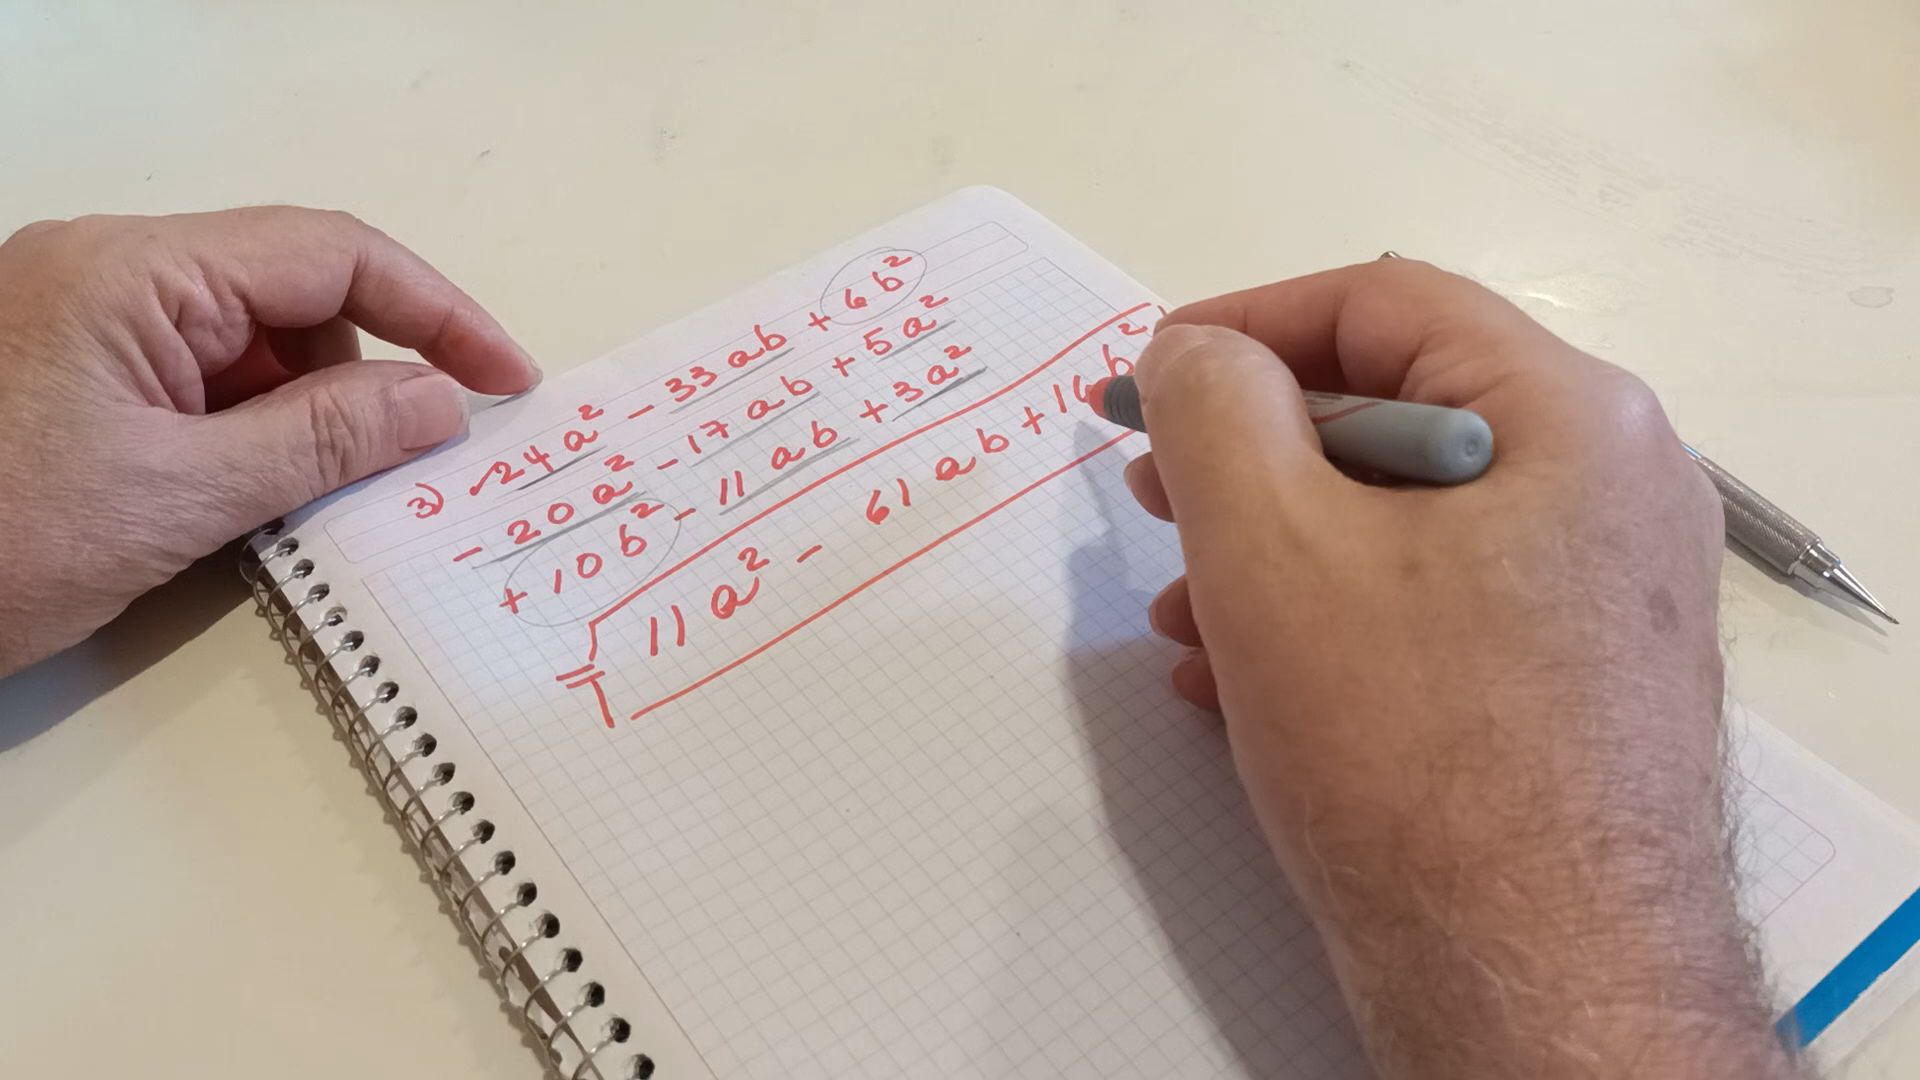 3) 24a² - 33ab + 6b²
- 20a² - 17ab + 5a²
+ 10b² - 11ab + 3a²
= 11a² - 61ab + 16b²